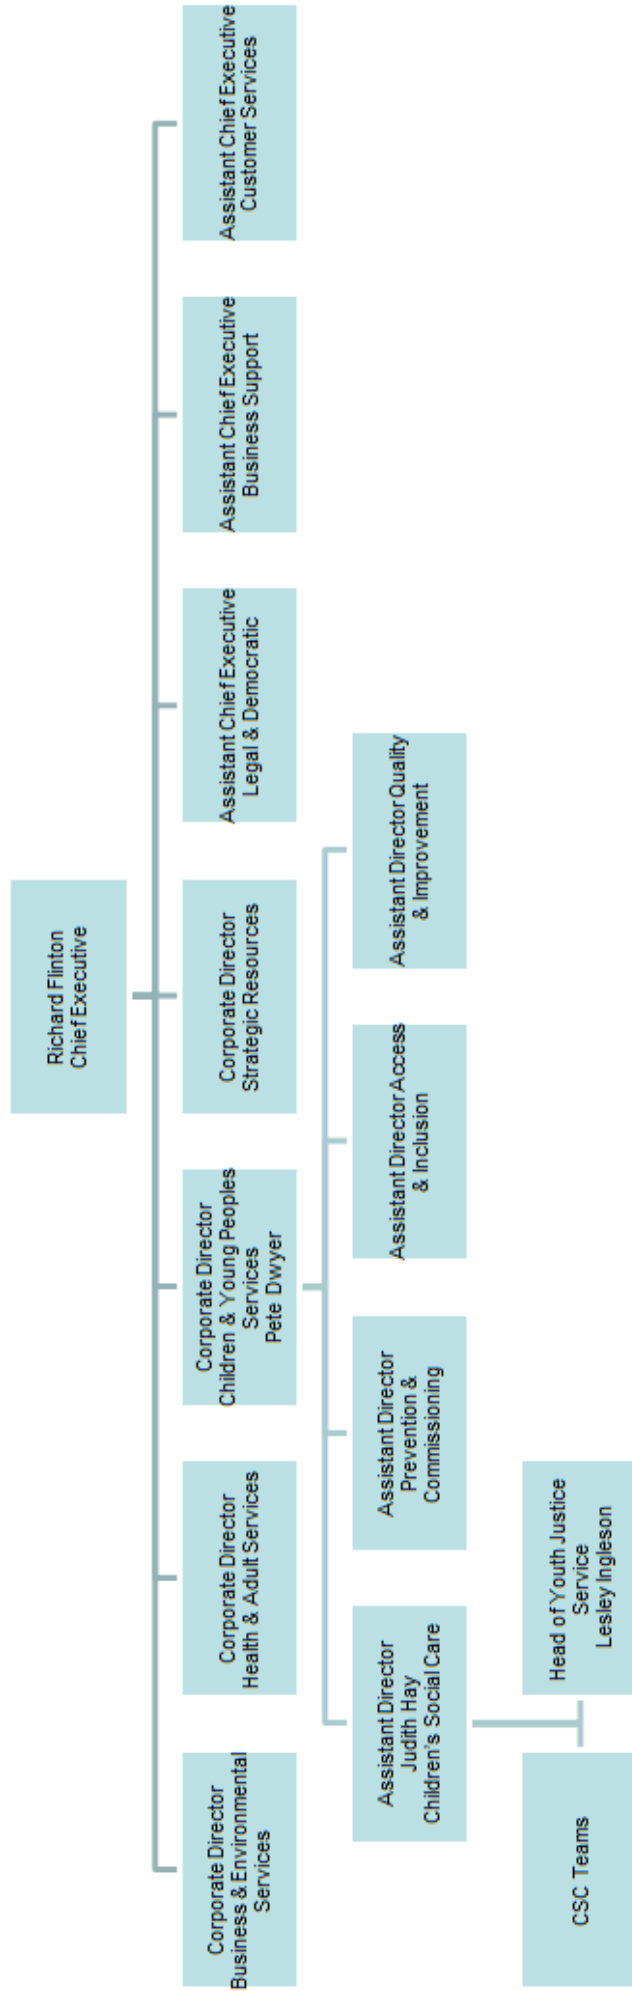 Richard Flinton
Chief Executive
Corporate Director
Business & Environmental
Services
Corporate Director
Health & Adult Services
Corporate Director
Children & Young Peoples
Services
Pete Dwyer
Corporate Director
Strategic Resources
Assistant Chief Executive
Legal & Democratic
Assistant Chief Executive
Business Support
Assistant Chief Executive
Customer Services
Assistant Director
Judith Hay
Children's Social Care
Assistant Director
Prevention &
Commissioning
Assistant Director Access
& Inclusion
Assistant Director Quality
& Improvement
CSC Teams
Head of Youth Justice
Service
Lesley Ingleson